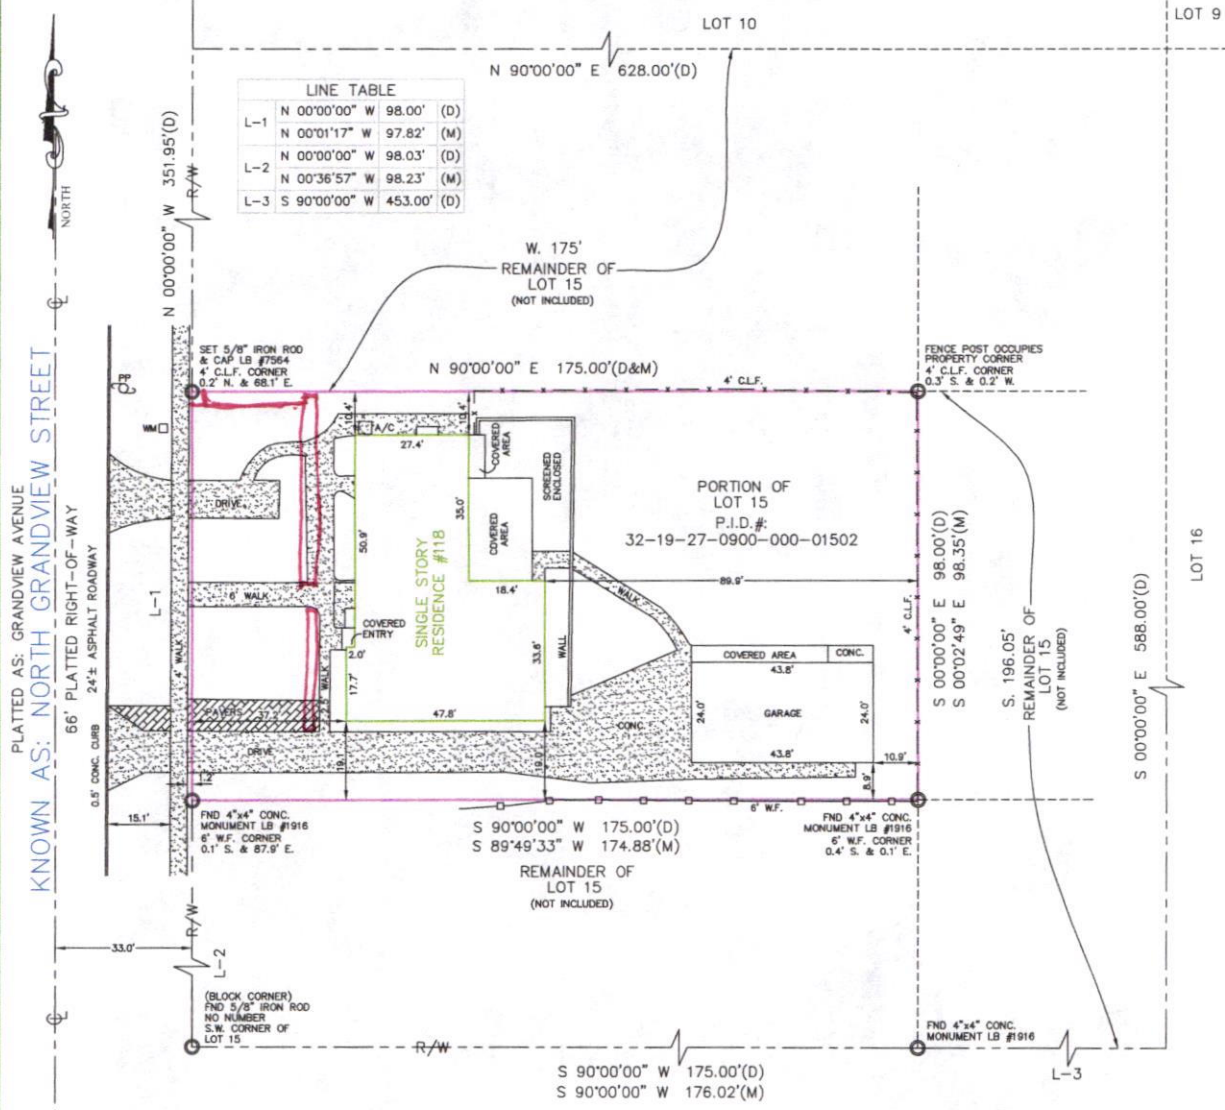 LOT 10
LOT 9
N 90°00'00" E 628.00'(D)
LINE TABLE
L-1 N 00°00'00" W 98.00' (D)
N 00°01'17" W 97.82' (M)
L-2 N 00°00'00" W 98.03' (D)
N 00°36'57" W 98.23' (M)
L-3 S 90°00'00" W 453.00' (D)
N 00°00'00" W 351.95'(D)
R/W
NORTH
W. 175'
REMAINDER OF
LOT 15
(NOT INCLUDED)
SET 5/8" IRON ROD
& CAP LB #7564
4' C.L.F. CORNER
0.2' N. & 68.1' E.
N 90°00'00" E 175.00'(D&M)
4' C.L.F.
FENCE POST OCCUPIES
PROPERTY CORNER
4' C.L.F. CORNER
0.3' S. & 0.2' W.
PP
WM
10.4'
10.4'
A/C
27.4'
COVERED
AREA
SCREENED
ENCLOSED
COVERED
AREA
35.0'
50.9'
DRIVE
PORTION OF
LOT 15
P.I.D.#:
32-19-27-0900-000-01502
SINGLE STORY
RESIDENCE #118
18.4'
89.9'
6' WALK
WALK
COVERED
ENTRY
2.0'
17.7'
2.5' WALK
33.6'
WALL
COVERED AREA
CONC.
43.8'
24.0'
GARAGE
24.0'
43.8'
10.9'
8.9'
PAVERS
47.8'
CONC.
DRIVE
19.1'
19.0'
1.2'
4' WALK
L-1
4' C.L.F.
S 00°00'00" E 98.00'(D)
S 00°02'49" E 98.35'(M)
S. 196.05'
REMAINDER OF
LOT 15
(NOT INCLUDED)
S 00°00'00" E 588.00'(D)
LOT 16
PLATTED AS: GRANDVIEW AVENUE
KNOWN AS: NORTH GRANDVIEW STREET
66' PLATTED RIGHT-OF-WAY
24'± ASPHALT ROADWAY
0.5' CONC. CURB
15.1'
FND 4"x4" CONC.
MONUMENT LB #1916
6' W.F. CORNER
0.1' S. & 87.9' E.
6' W.F.
S 90°00'00" W 175.00'(D)
S 89°49'33" W 174.88'(M)
REMAINDER OF
LOT 15
(NOT INCLUDED)
FND 4"x4" CONC.
MONUMENT LB #1916
6' W.F. CORNER
0.4' S. & 0.1' E.
R/W
33.0'
L-2
(BLOCK CORNER)
FND 5/8" IRON ROD
NO NUMBER
S.W. CORNER OF
LOT 15
R/W
FND 4"x4" CONC.
MONUMENT LB #1916
L-3
S 90°00'00" W 175.00'(D)
S 90°00'00" W 176.02'(M)